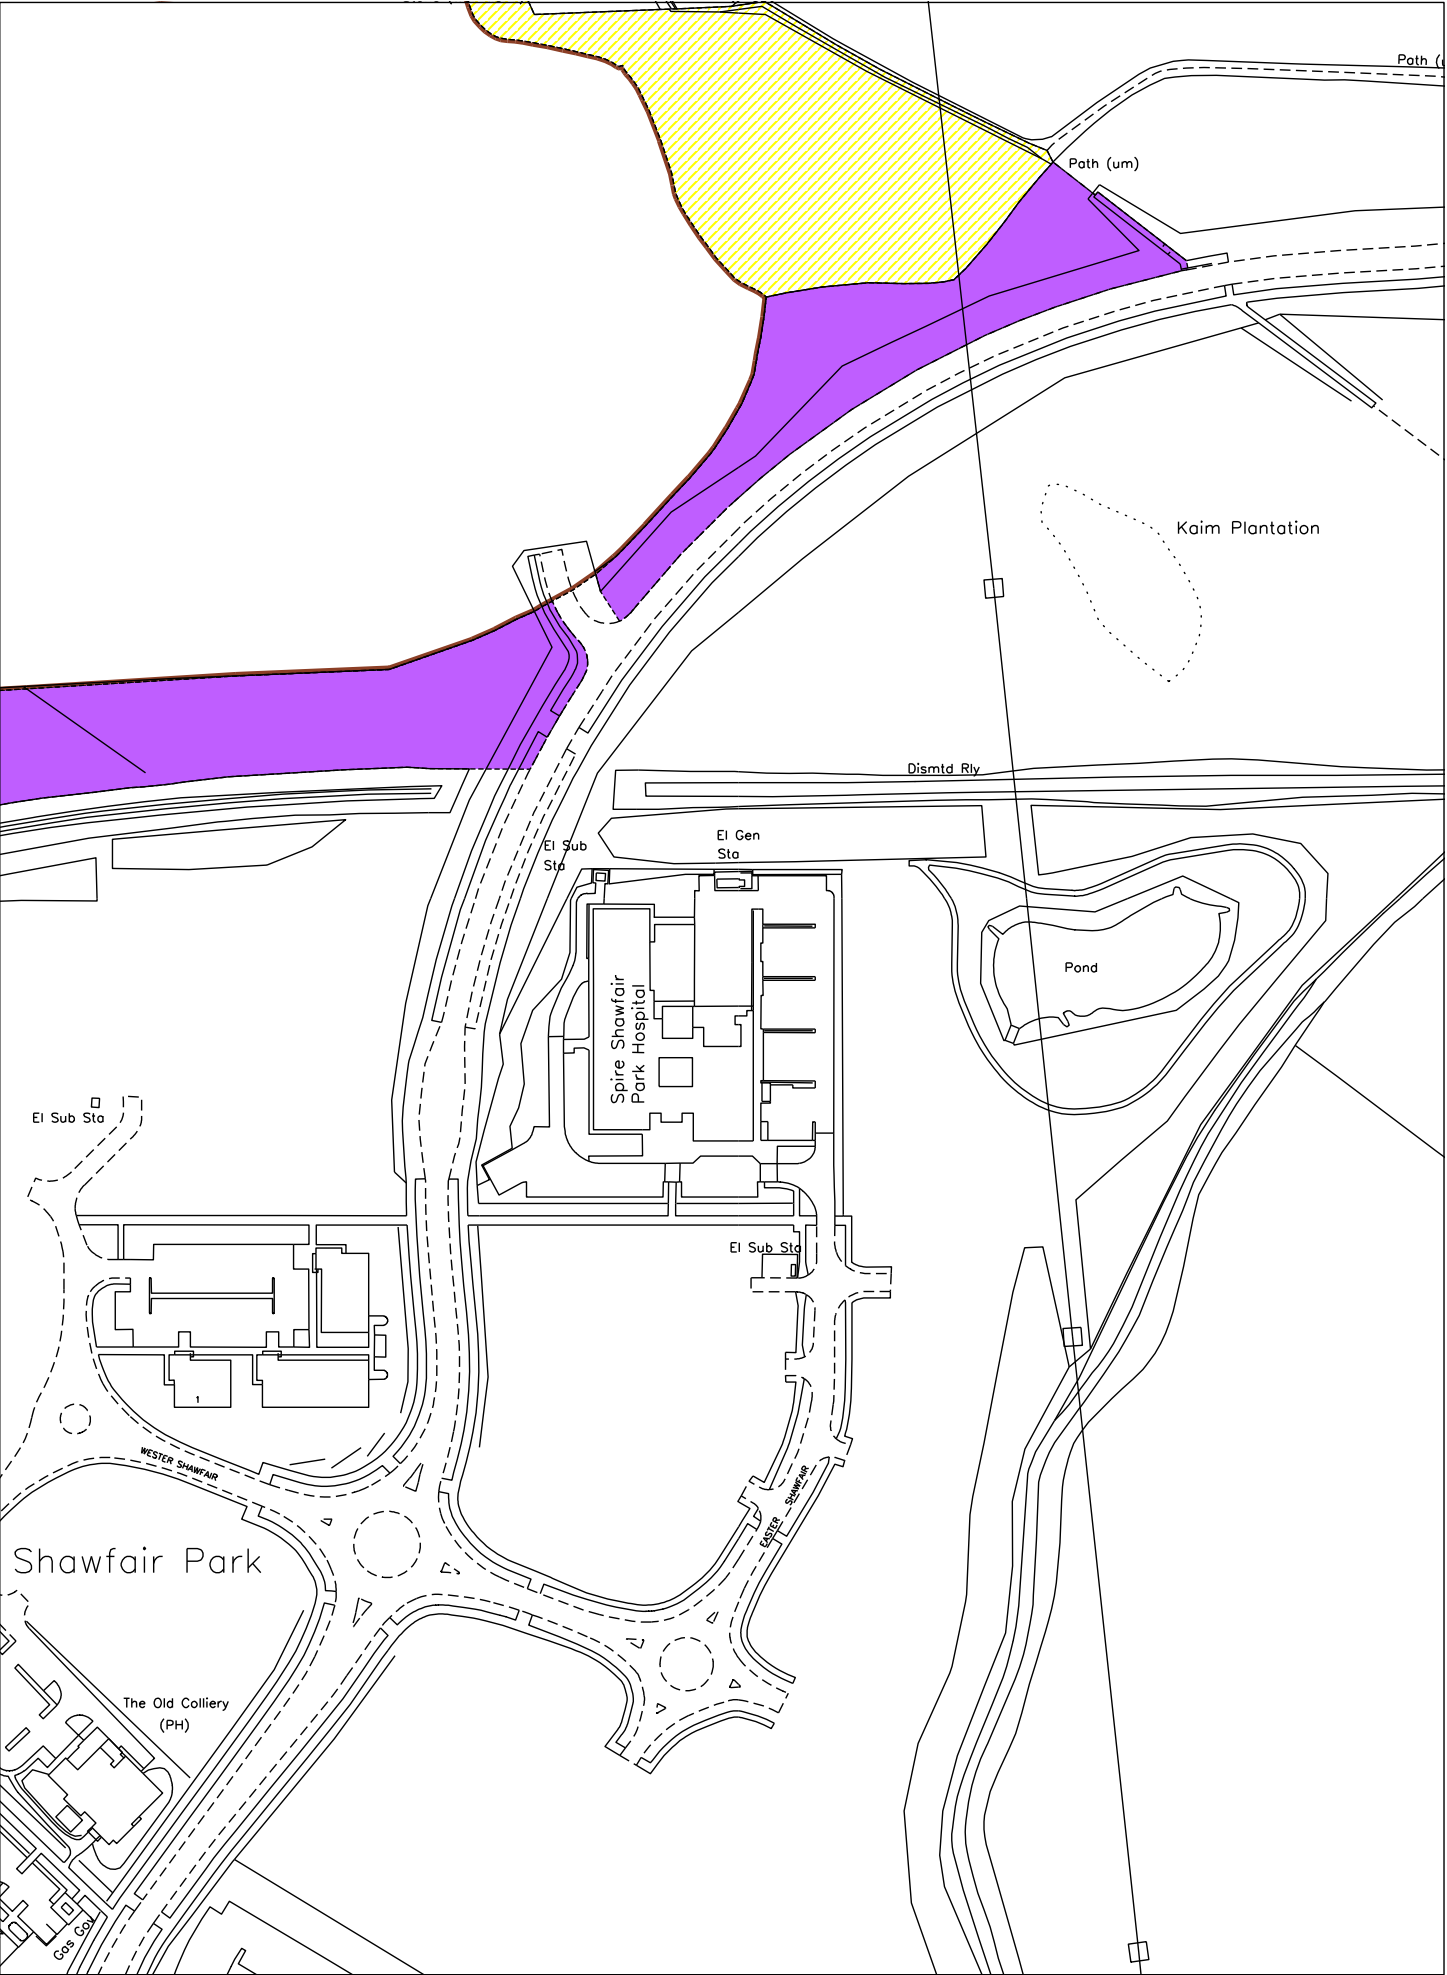 Path (
Path (um)
Kaim Plantation
Dismtd Rly
El Sub
Sta
El Gen
Sta
Pond
Spire Shawfair
Park Hospital
El Sub Sta
El Sub Sta
1
WESTER SHAWFAIR
EASTER SHAWFAIR
Shawfair Park
The Old Colliery
(PH)
Gas Gov